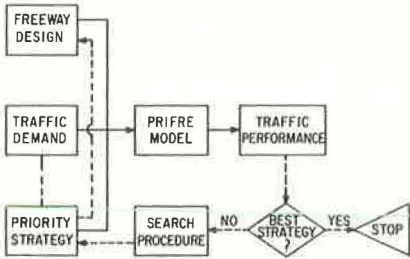 FREEWAY
DESIGN
TRAFFIC
DEMAND
PRIFRE
MODEL
TRAFFIC
PERFORMANCE
PRIORITY
STRATEGY
SEARCH
PROCEDURE
NO
BEST
STRATEGY
?
YES
STOP